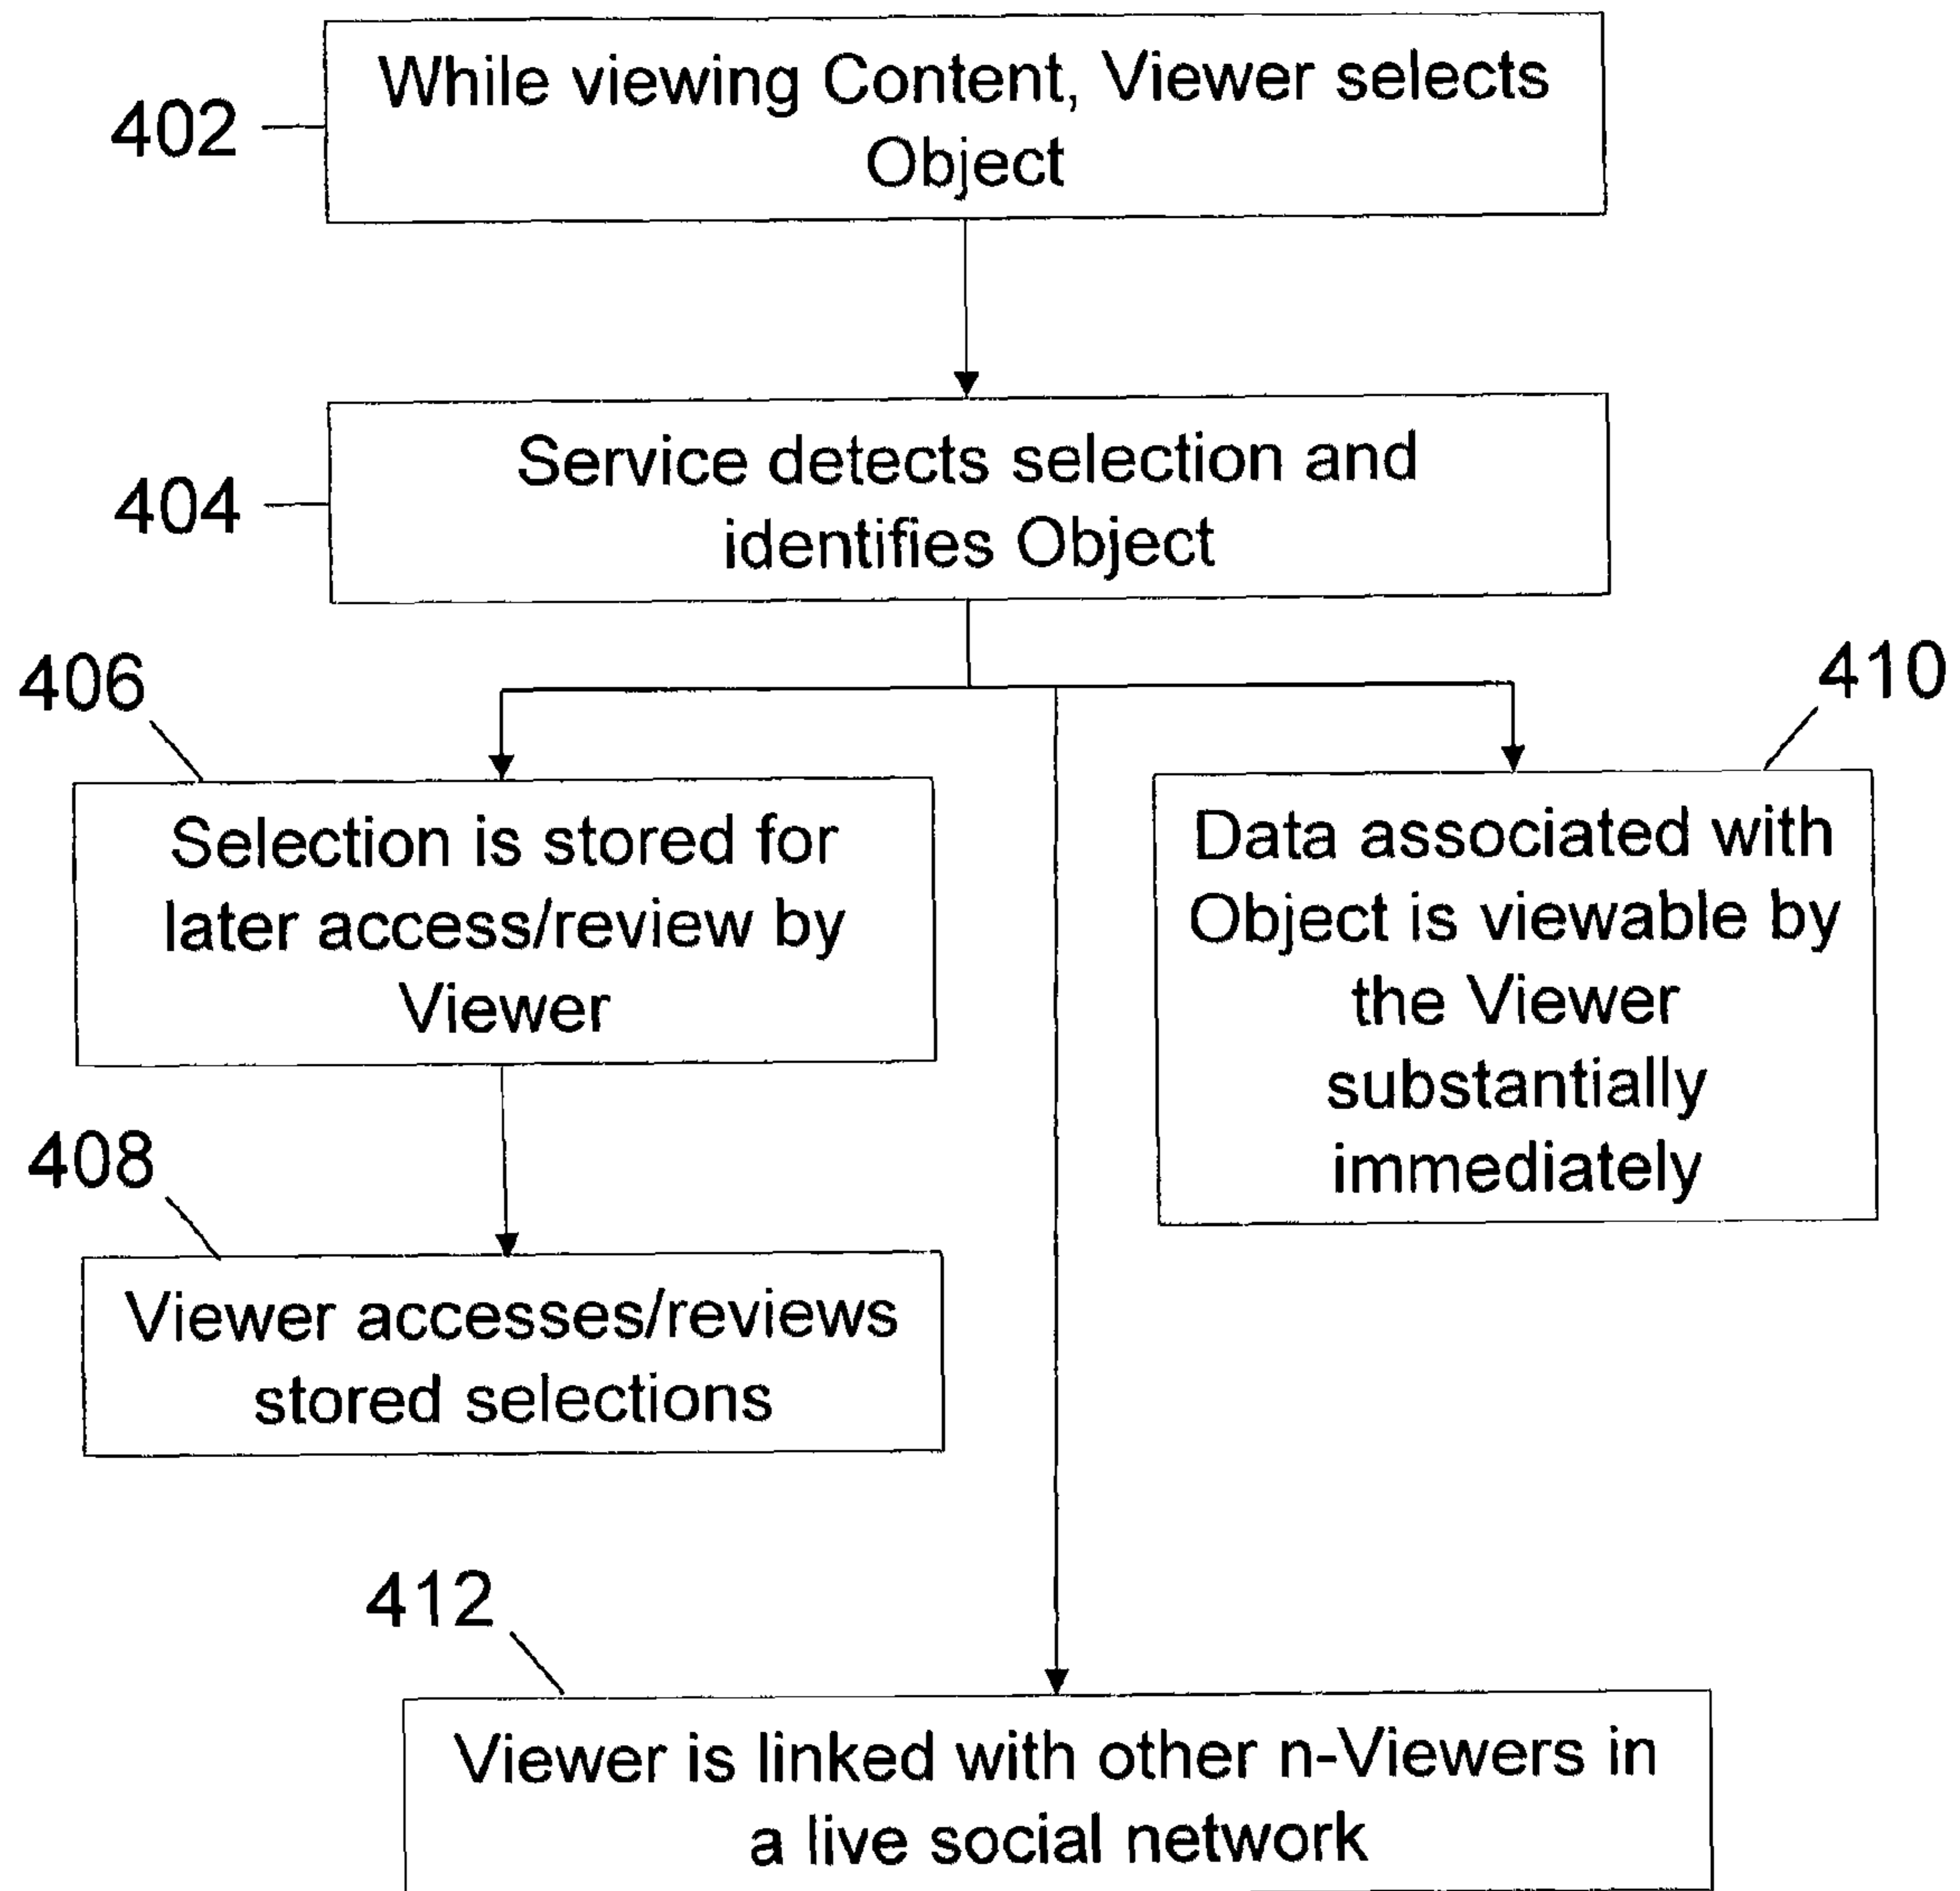 402
While viewing Content, Viewer selects
Object
404
Service detects selection and
identifies Object
406
410
Selection is stored for
later access/review by
Viewer
Data associated with
Object is viewable by
the Viewer
substantially
immediately
408
Viewer accesses/reviews
stored selections
412
Viewer is linked with other n-Viewers in
a live social network